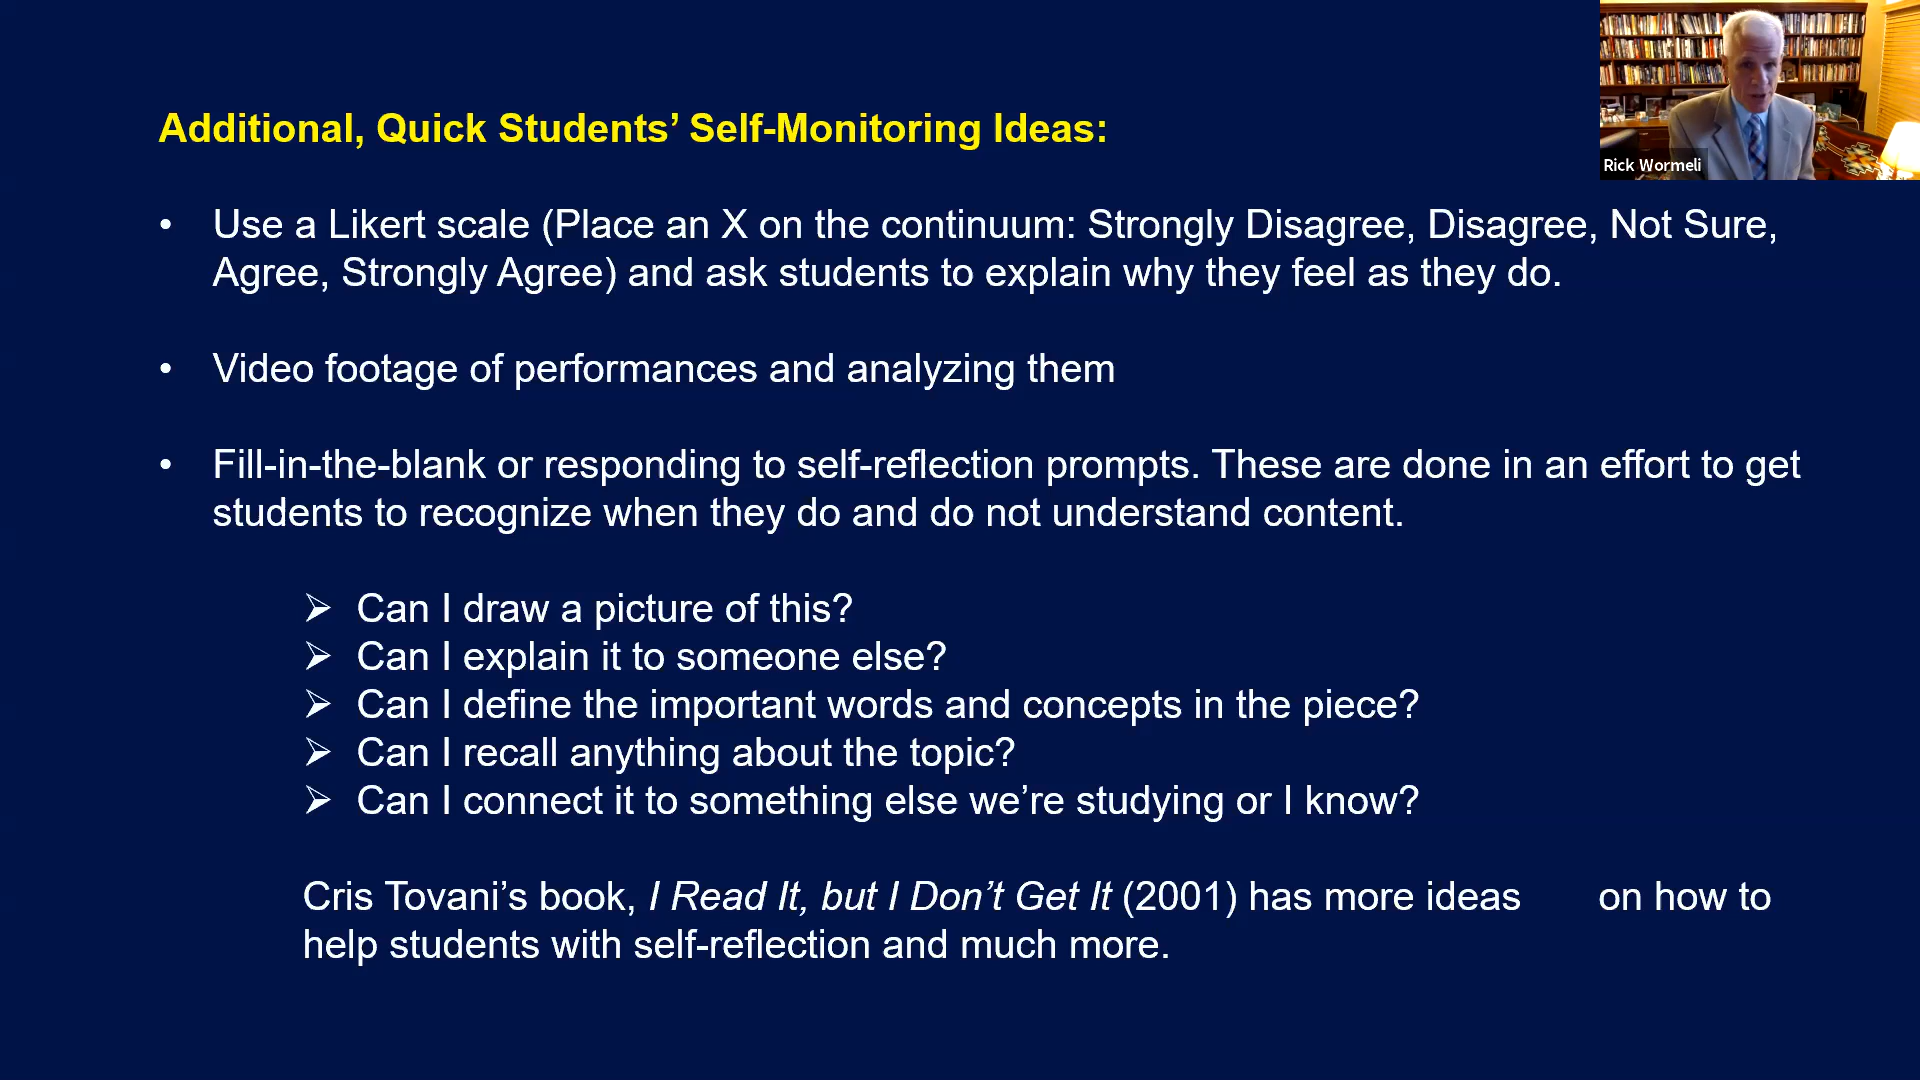 Additional, Quick Students’ Self-Monitoring Ideas:
Rick Wormeli
• Use a Likert scale (Place an X on the continuum: Strongly Disagree, Disagree, Not Sure,
Agree, Strongly Agree) and ask students to explain why they feel as they do.
• Video footage of performances and analyzing them
• Fill-in-the-blank or responding to self-reflection prompts. These are done in an effort to get
students to recognize when they do and do not understand content.
➢ Can I draw a picture of this?
➢ Can I explain it to someone else?
➢ Can I define the important words and concepts in the piece?
➢ Can I recall anything about the topic?
➢ Can I connect it to something else we’re studying or I know?
Cris Tovani’s book, I Read It, but I Don’t Get It (2001) has more ideas on how to
help students with self-reflection and much more.